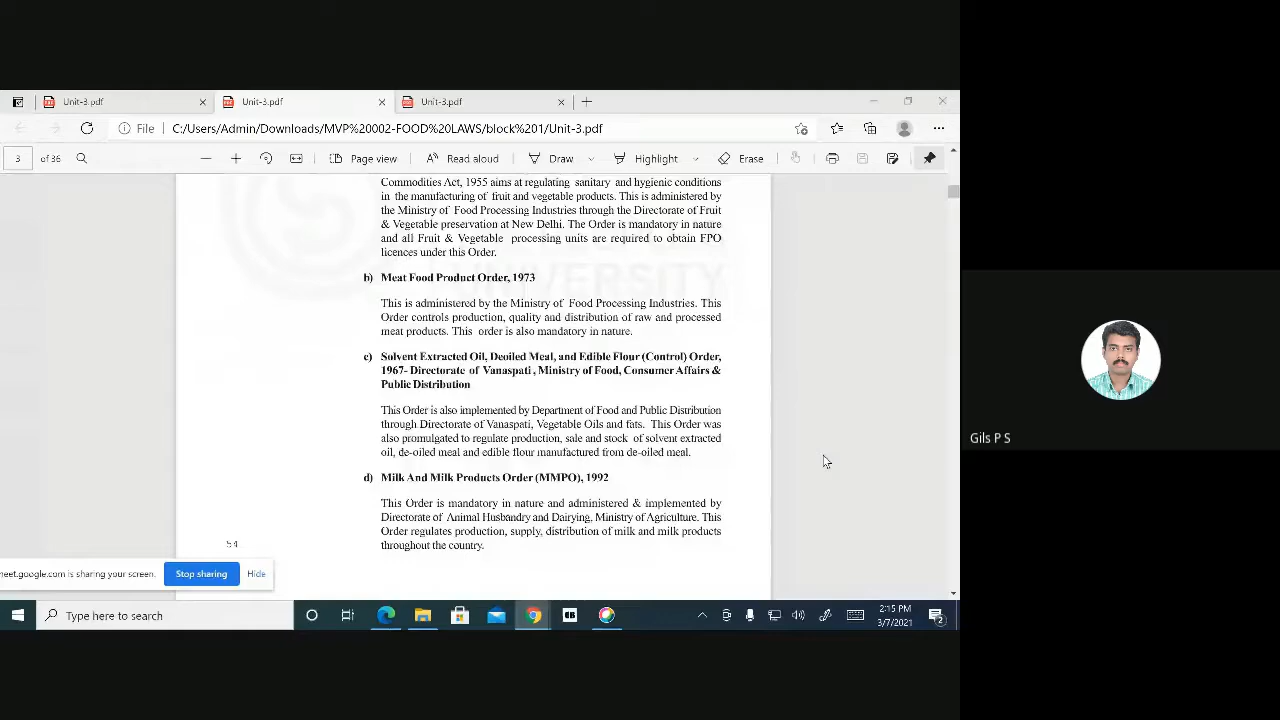 Unit-3.pdf
Unit-3.pdf
Unit-3.pdf
File C:/Users/Admin/Downloads/MVP%20002-FOOD%20LAWS/block%201/Unit-3.pdf
3 of 36 Page view Read aloud Draw Highlight Erase
Commodities Act, 1955 aims at regulating sanitary and hygienic conditions
in the manufacturing of fruit and vegetable products. This is administered by
the Ministry of Food Processing Industries through the Directorate of Fruit
& Vegetable preservation at New Delhi. The Order is mandatory in nature
and all Fruit & Vegetable processing units are required to obtain FPO
licences under this Order.
b) Meat Food Product Order, 1973
This is administered by the Ministry of Food Processing Industries. This
Order controls production, quality and distribution of raw and processed
meat products. This order is also mandatory in nature.
c) Solvent Extracted Oil, Deoiled Meal, and Edible Flour (Control) Order,
1967- Directorate of Vanaspati , Ministry of Food, Consumer Affairs &
Public Distribution
This Order is also implemented by Department of Food and Public Distribution
through Directorate of Vanaspati, Vegetable Oils and fats. This Order was
also promulgated to regulate production, sale and stock of solvent extracted
oil, de-oiled meal and edible flour manufactured from de-oiled meal.
d) Milk And Milk Products Order (MMPO), 1992
This Order is mandatory in nature and administered & implemented by
Directorate of Animal Husbandry and Dairying, Ministry of Agriculture. This
Order regulates production, supply, distribution of milk and milk products
throughout the country.
54
UNIVERSITY
Gils P S
meet.google.com is sharing your screen. Stop sharing Hide
Type here to search
2:15 PM
3/7/2021
2